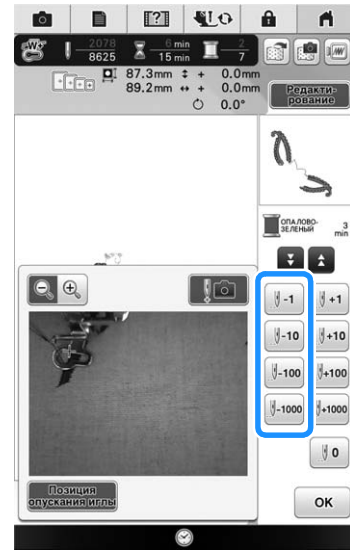 W+
2078
8625
6 min
15 min
2
7
87.3mm + 0.0mm
89.2mm + 0.0mm
0.0°
Редакти-
рование
ОПАЛОВО-
ЗЕЛЕНЫЙ
3
min
-1 +1
-10 +10
-100 +100
-1000 +1000
0
Позиция
опускания иглы
OK